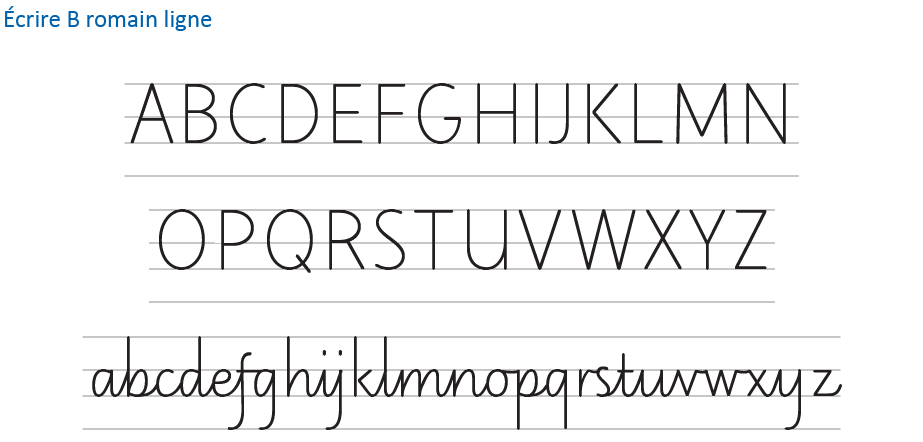 Écrire B romain ligne
ABCDEFGHIJKLMN
OPQRSTUVWXYZ
abcdefghijklmnopqrstuvwxyz